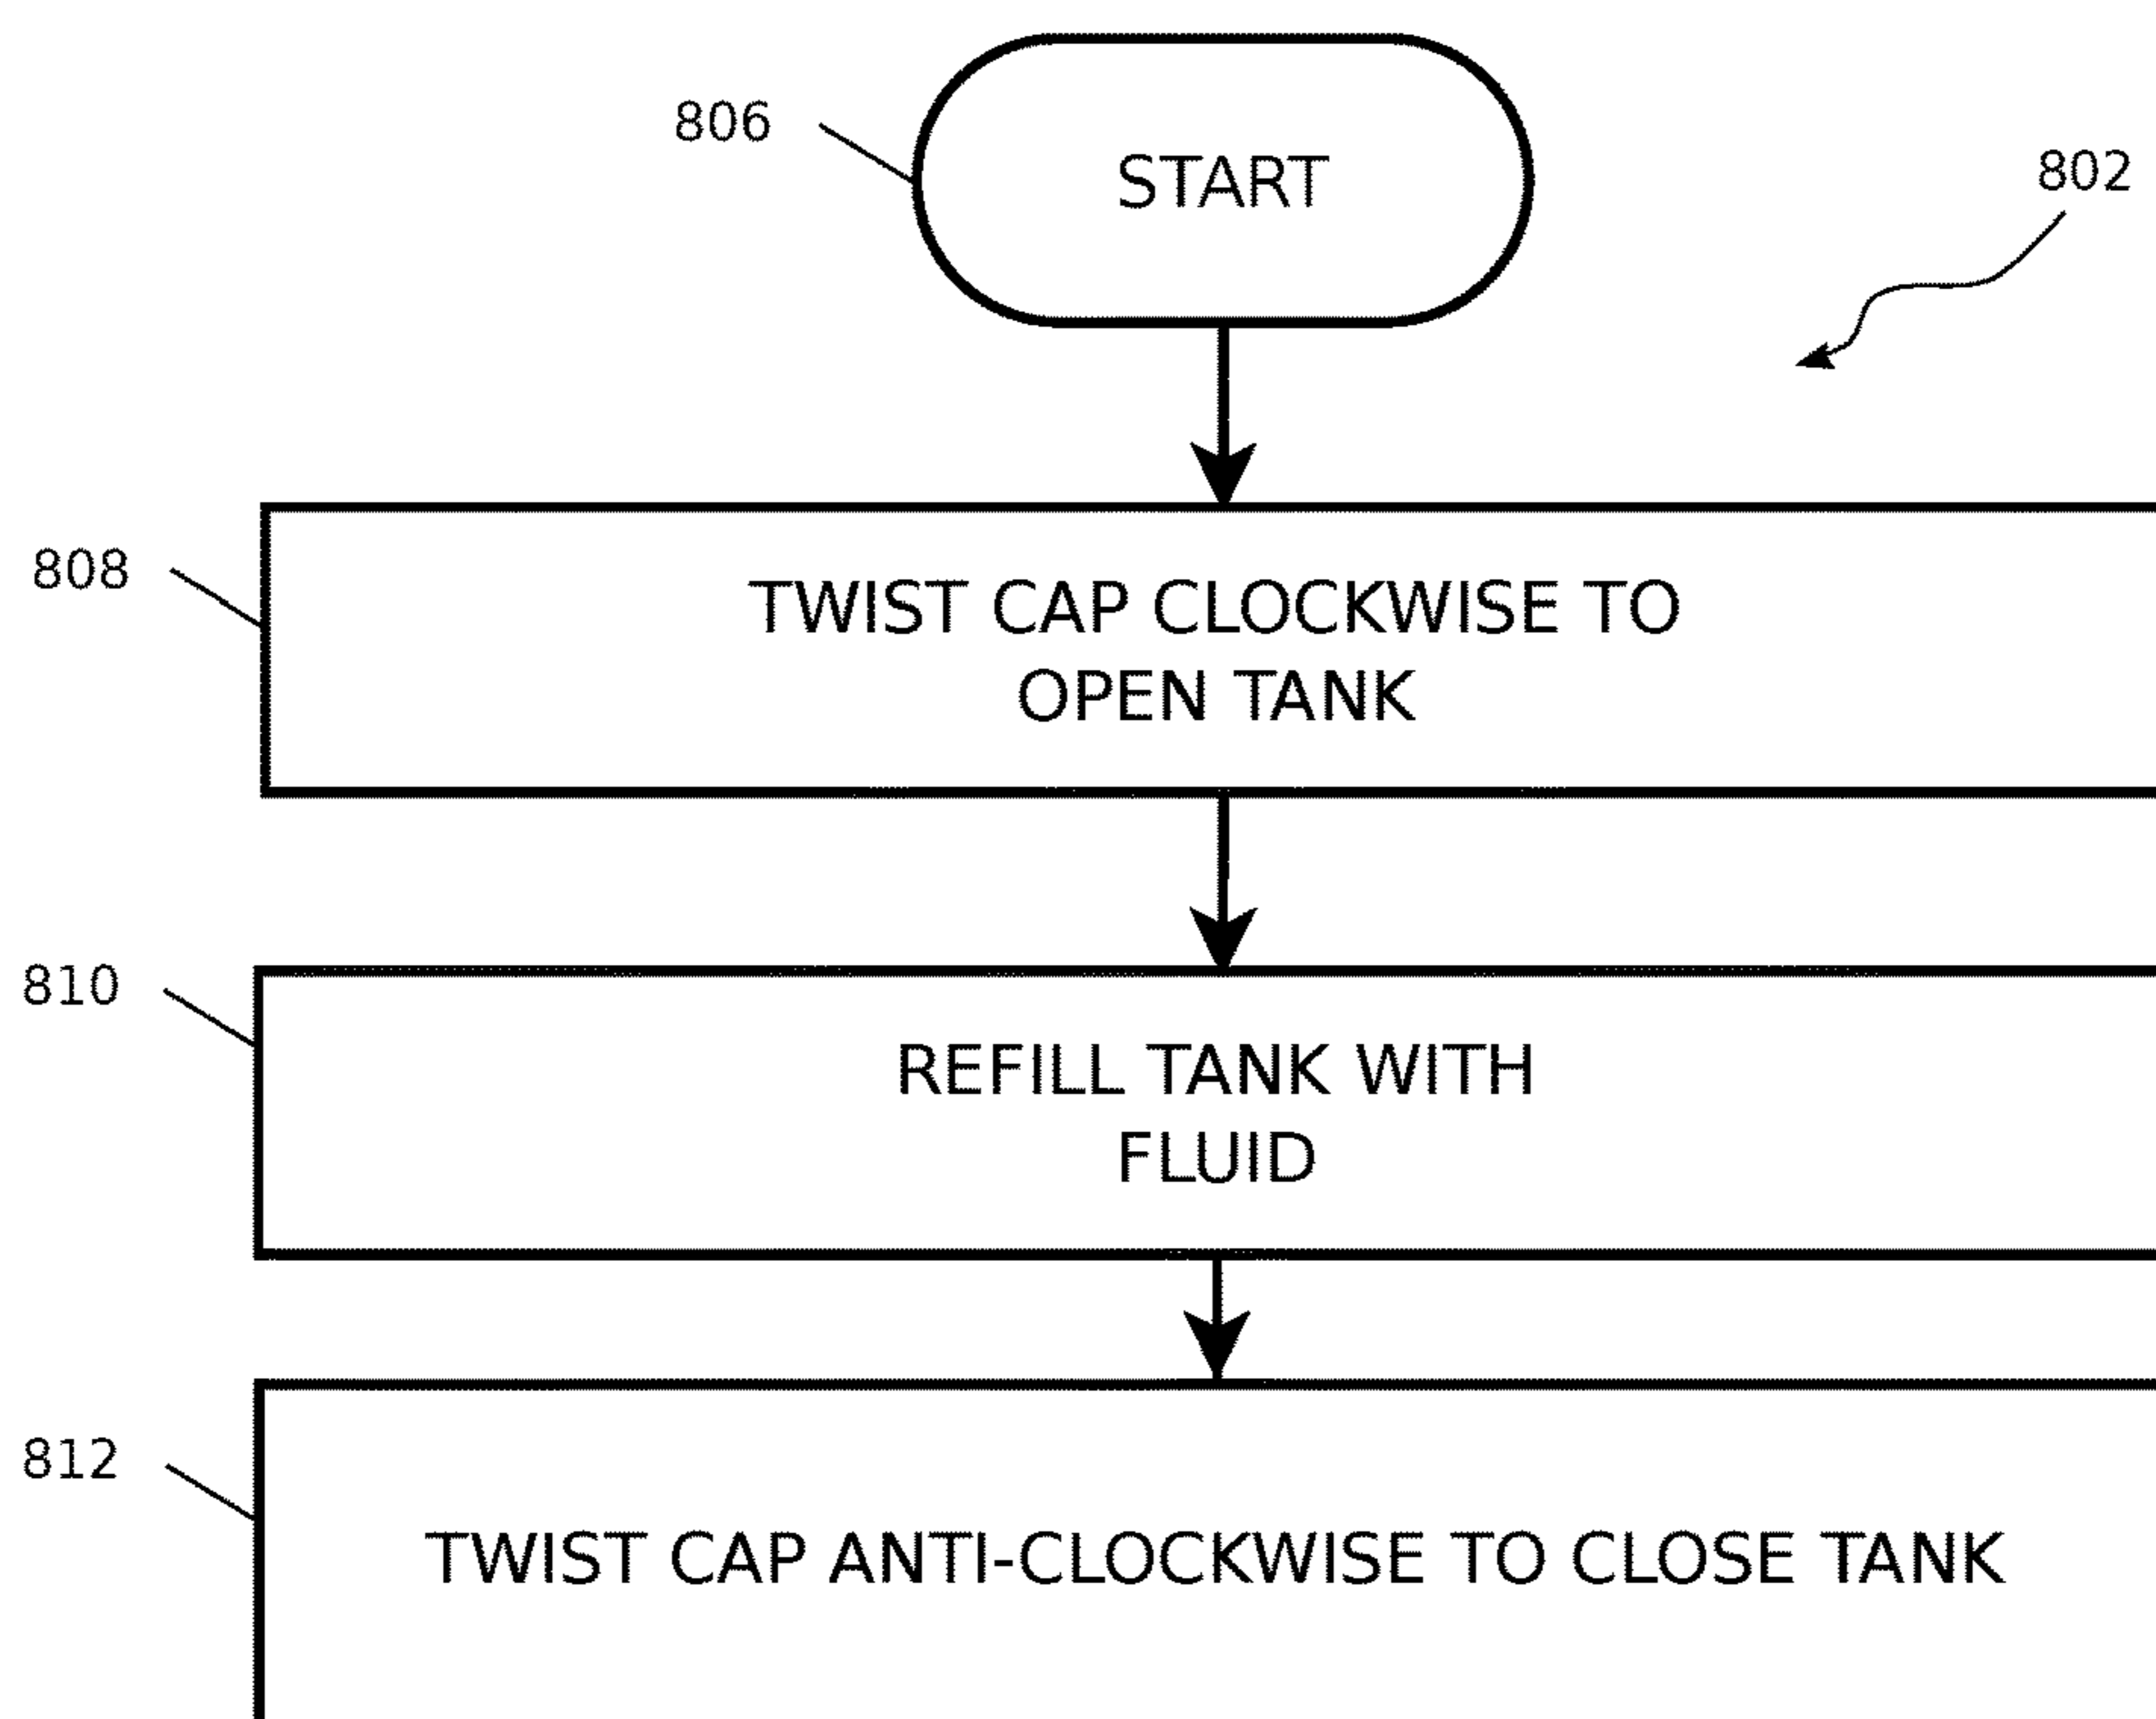 806
START
802
808
TWIST CAP CLOCKWISE TO
OPEN TANK
810
REFILL TANK WITH
FLUID
812
TWIST CAP ANTI-CLOCKWISE TO CLOSE TANK